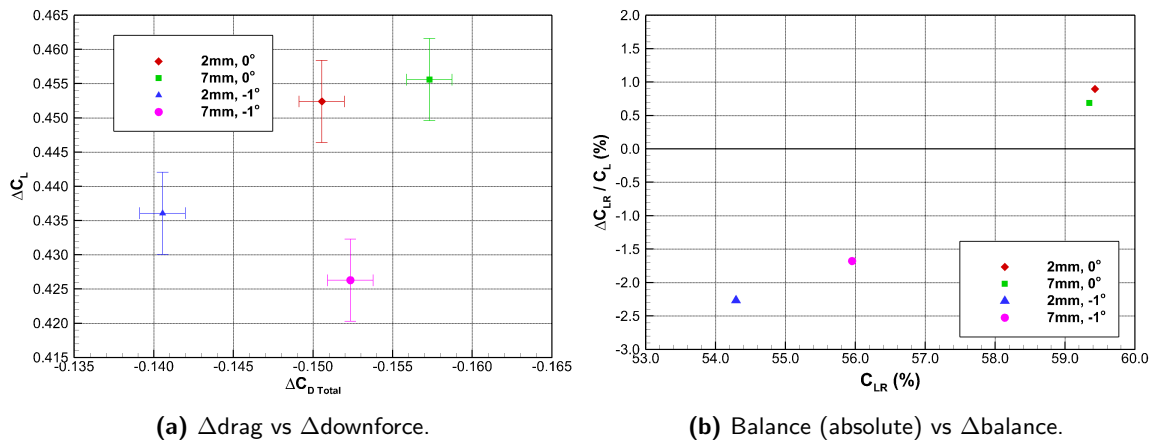 0.465
0.460
0.455
0.450
0.445
0.440
0.435
0.430
0.425
0.420
0.415
ΔC_L
2mm, 0°
7mm, 0°
2mm, -1°
7mm, -1°
-0.135 -0.140 -0.145 -0.150 -0.155 -0.160 -0.165
ΔC_D Total
(a) Δdrag vs Δdownforce.
2.0
1.5
1.0
0.5
0.0
-0.5
-1.0
-1.5
-2.0
-2.5
-3.0
ΔC_LR / C_L (%)
2mm, 0°
7mm, 0°
2mm, -1°
7mm, -1°
53.0 54.0 55.0 56.0 57.0 58.0 59.0 60.0
C_LR (%)
(b) Balance (absolute) vs Δbalance.